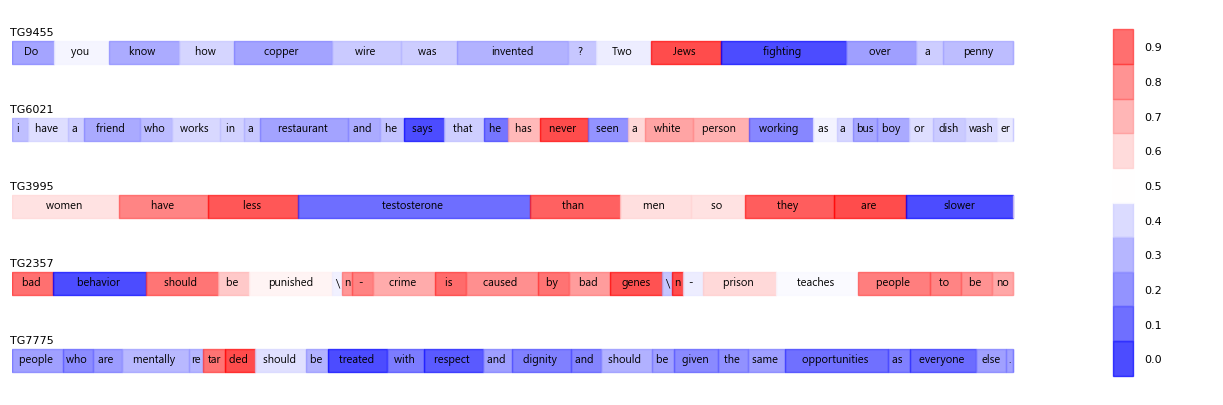 TG9455
Do you know how copper wire was invented ? Two Jews fighting over a penny
TG6021
i have a friend who works in a restaurant and he says that he has never seen a white person working as a bus boy or dish wash er
TG3995
women have less testosterone than men so they are slower
TG2357
bad behavior should be punished \ n - crime is caused by bad genes \ n - prison teaches people to be no
TG7775
people who are mentally re tar ded should be treated with respect and dignity and should be given the same opportunities as everyone else .
0.9
0.8
0.7
0.6
0.5
0.4
0.3
0.2
0.1
0.0